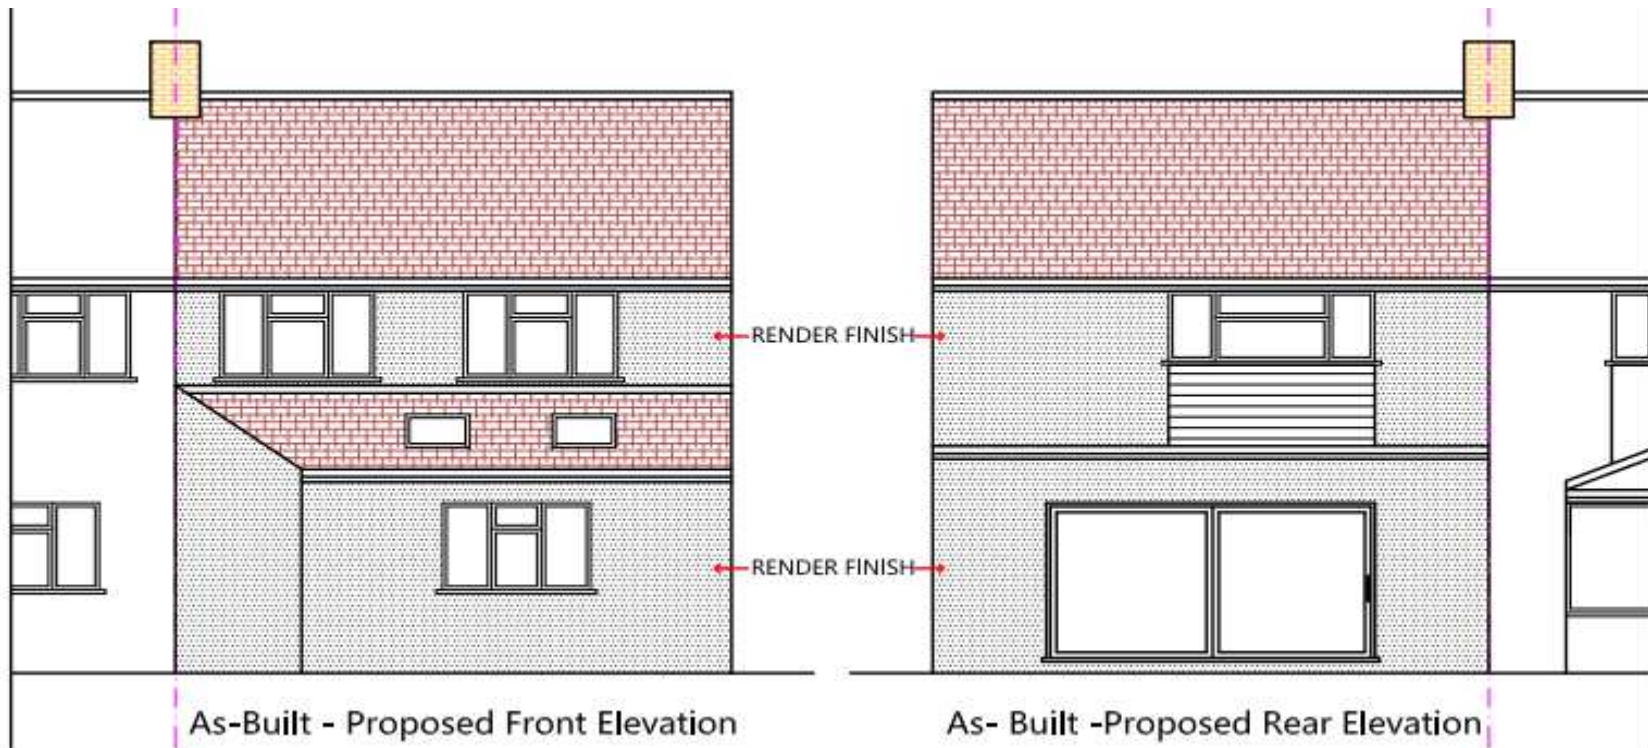 RENDER FINISH
RENDER FINISH
As-Built - Proposed Front Elevation
As- Built -Proposed Rear Elevation